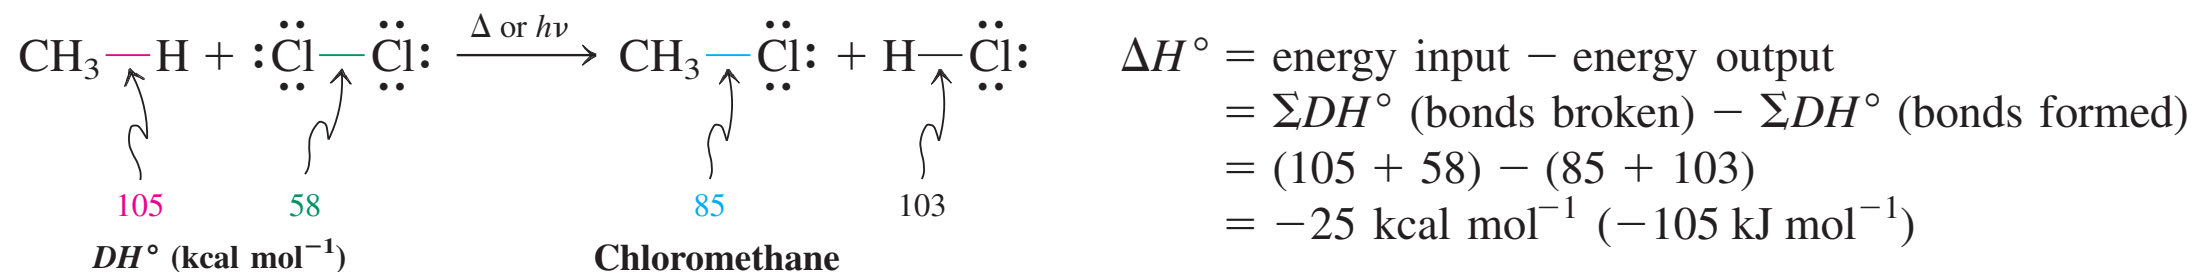 Δ or hν
CH₃—H + :Cl—Cl: ⟶ CH₃—Cl: + H—Cl:
105 58 85 103
DH° (kcal mol⁻¹) Chloromethane
ΔH° = energy input − energy output
= ΣDH° (bonds broken) − ΣDH° (bonds formed)
= (105 + 58) − (85 + 103)
= −25 kcal mol⁻¹ (−105 kJ mol⁻¹)